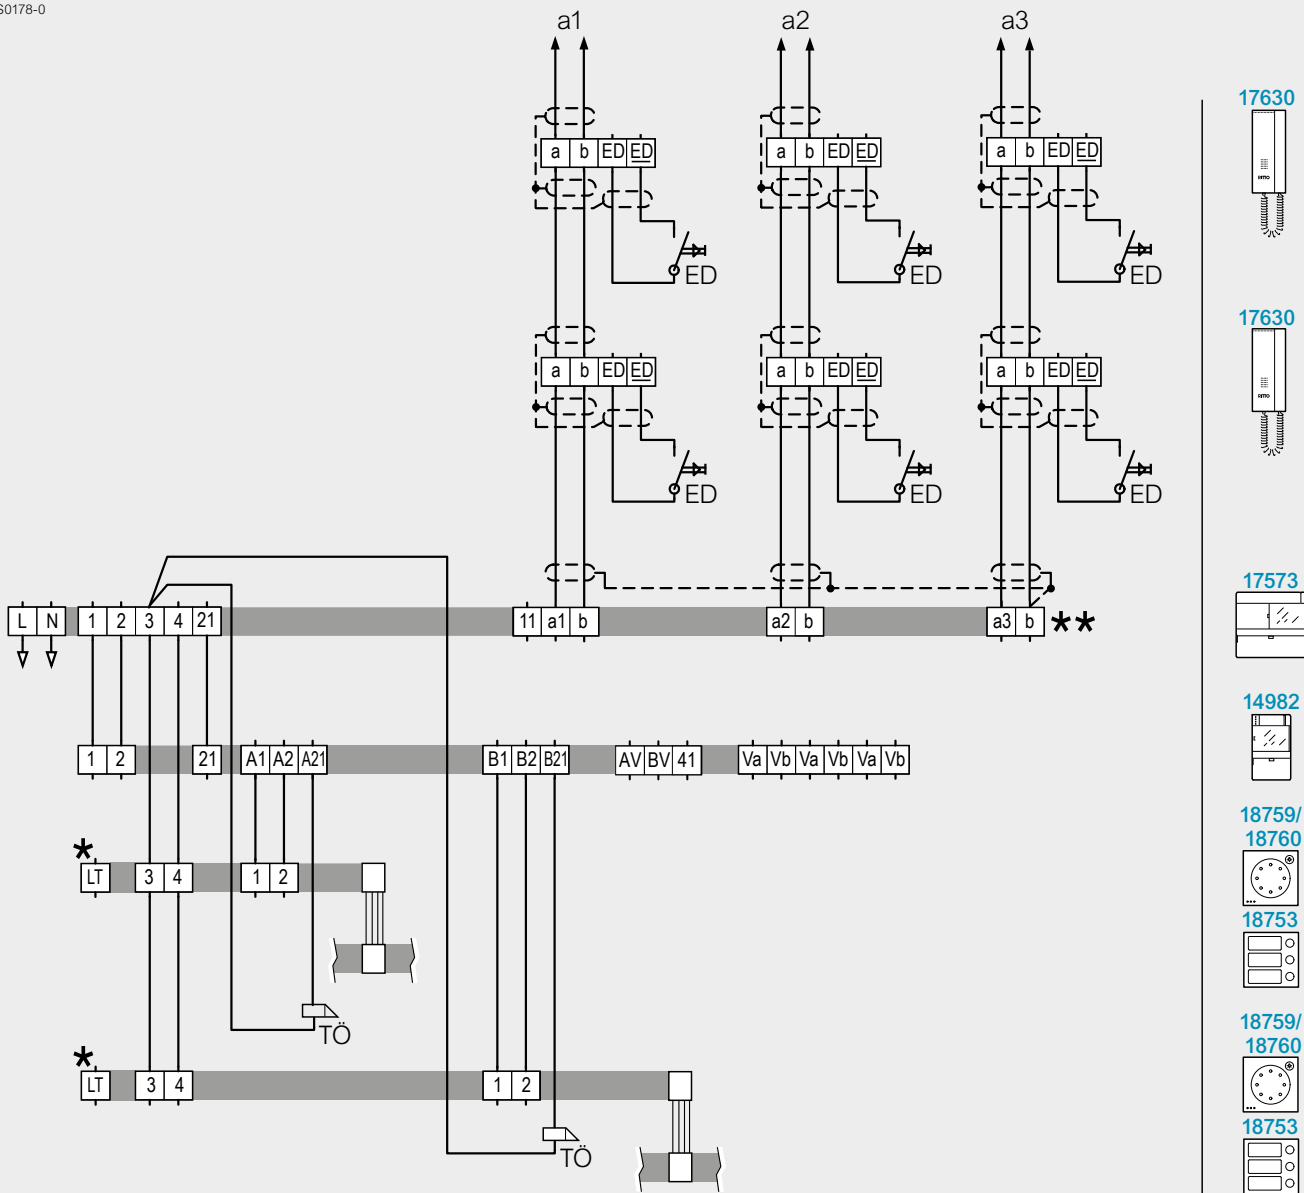 S0178-0
a1 a2 a3
17630
a b ED ED a b ED ED a b ED ED
RITTO
ED ED ED
17630
a b ED ED a b ED ED a b ED ED
RITTO
ED ED ED
17573
L N 1 2 3 4 21 11 a1 b a2 b a3 b **
14982
1 2 21 A1 A2 A21 B1 B2 B21 AV BV 41 Va Vb Va Vb Va Vb
18759/
18760
*
LT 3 4 1 2
18753
TÖ
18759/
18760
*
LT 3 4 1 2
18753
TÖ